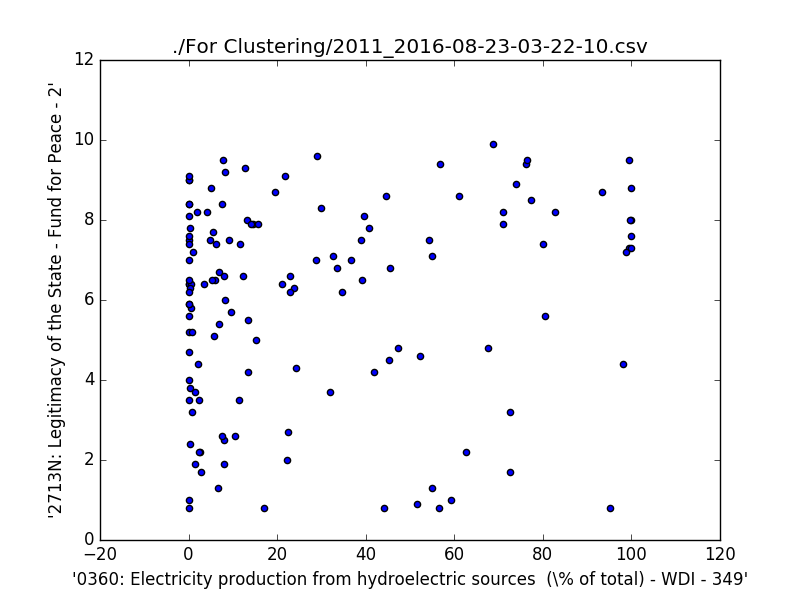 ./For Clustering/2011_2016-08-23-03-22-10.csv
12
10
8
6
4
2
0
'2713N: Legitimacy of the State - Fund for Peace - 2'
−20 0 20 40 60 80 100 120
'0360: Electricity production from hydroelectric sources  (\% of total) - WDI - 349'